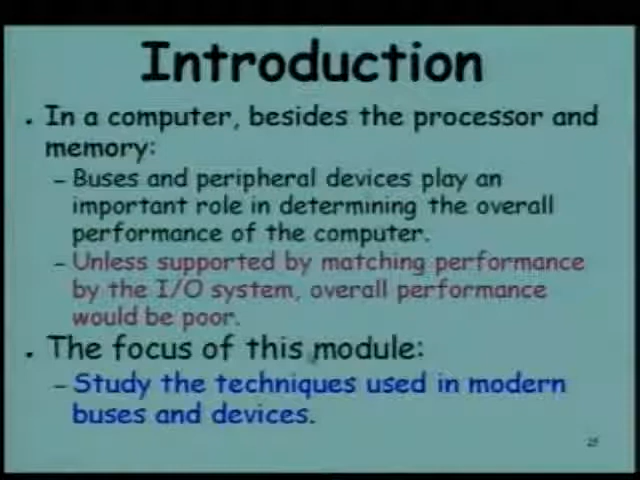 Introduction
• In a computer, besides the processor and
memory:
– Buses and peripheral devices play an
important role in determining the overall
performance of the computer.
– Unless supported by matching performance
by the I/O system, overall performance
would be poor.
• The focus of this module:
– Study the techniques used in modern
buses and devices.